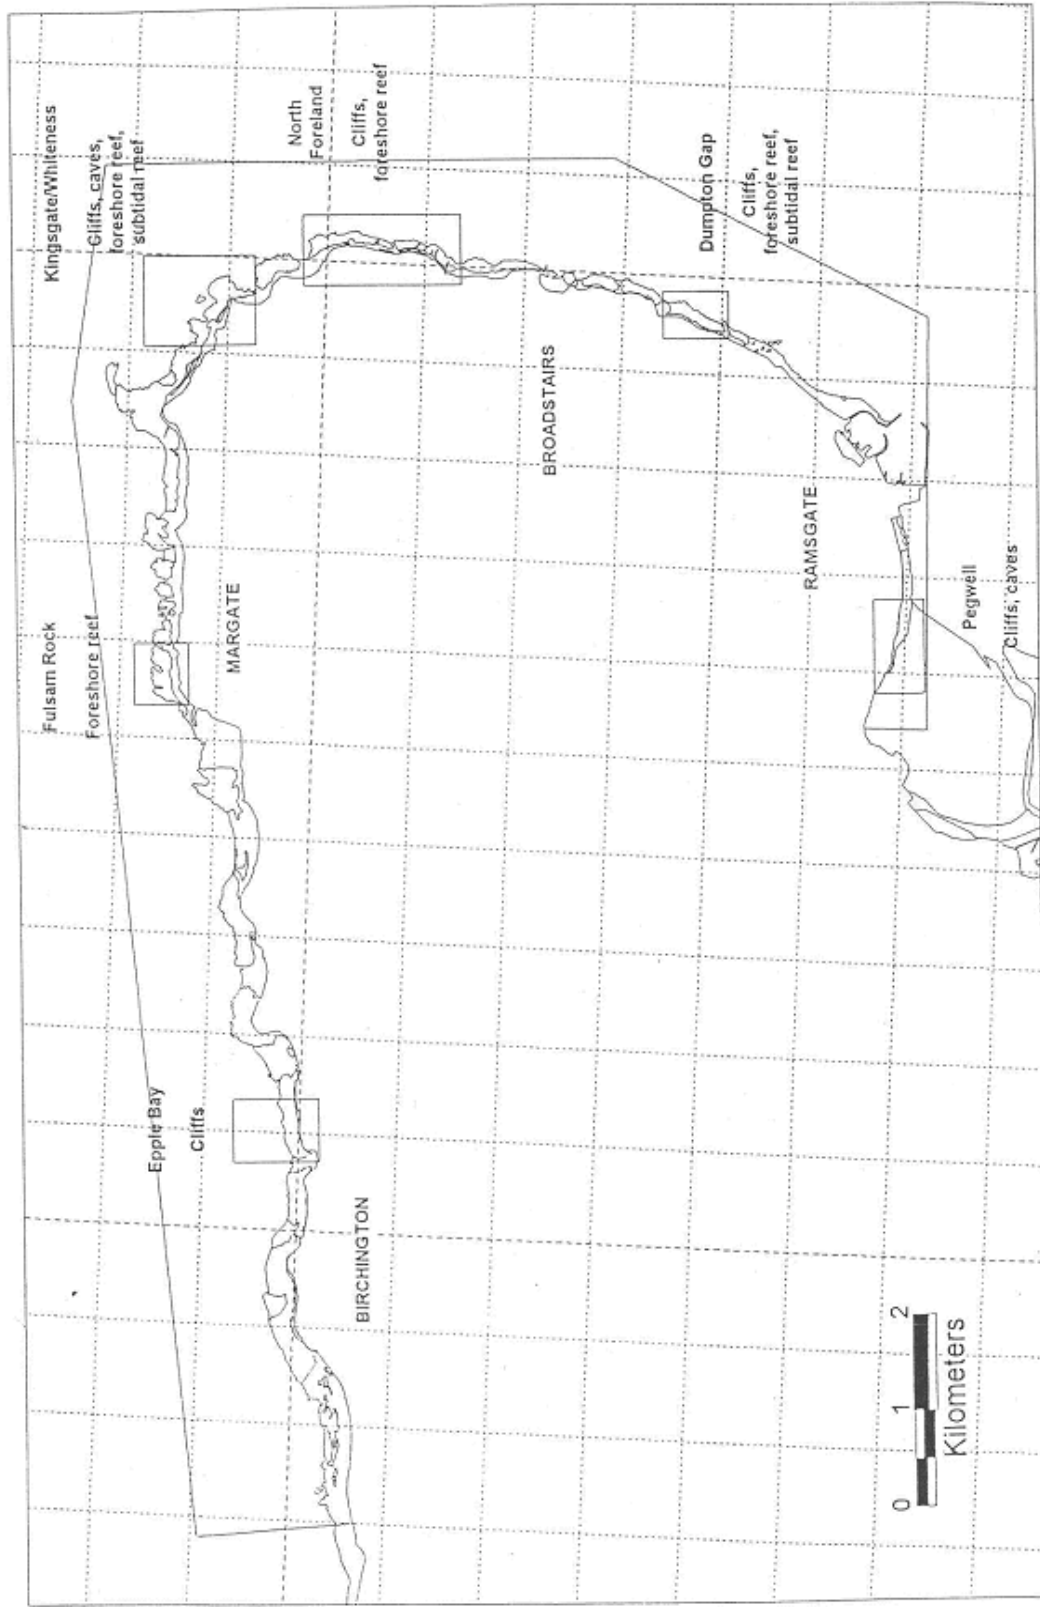 Kingsgate/Whiteness
Cliffs, caves,
foreshore reef,
subtidal reef
North
Foreland
Cliffs,
foreshore reef
Dumpton Gap
Cliffs,
foreshore reef,
subtidal reef
Fulsam Rock
Foreshore reef
MARGATE
BROADSTAIRS
RAMSGATE
Pegwell
Cliffs, caves
Epple Bay
Cliffs
BIRCHINGTON
0 1 2
Kilometers